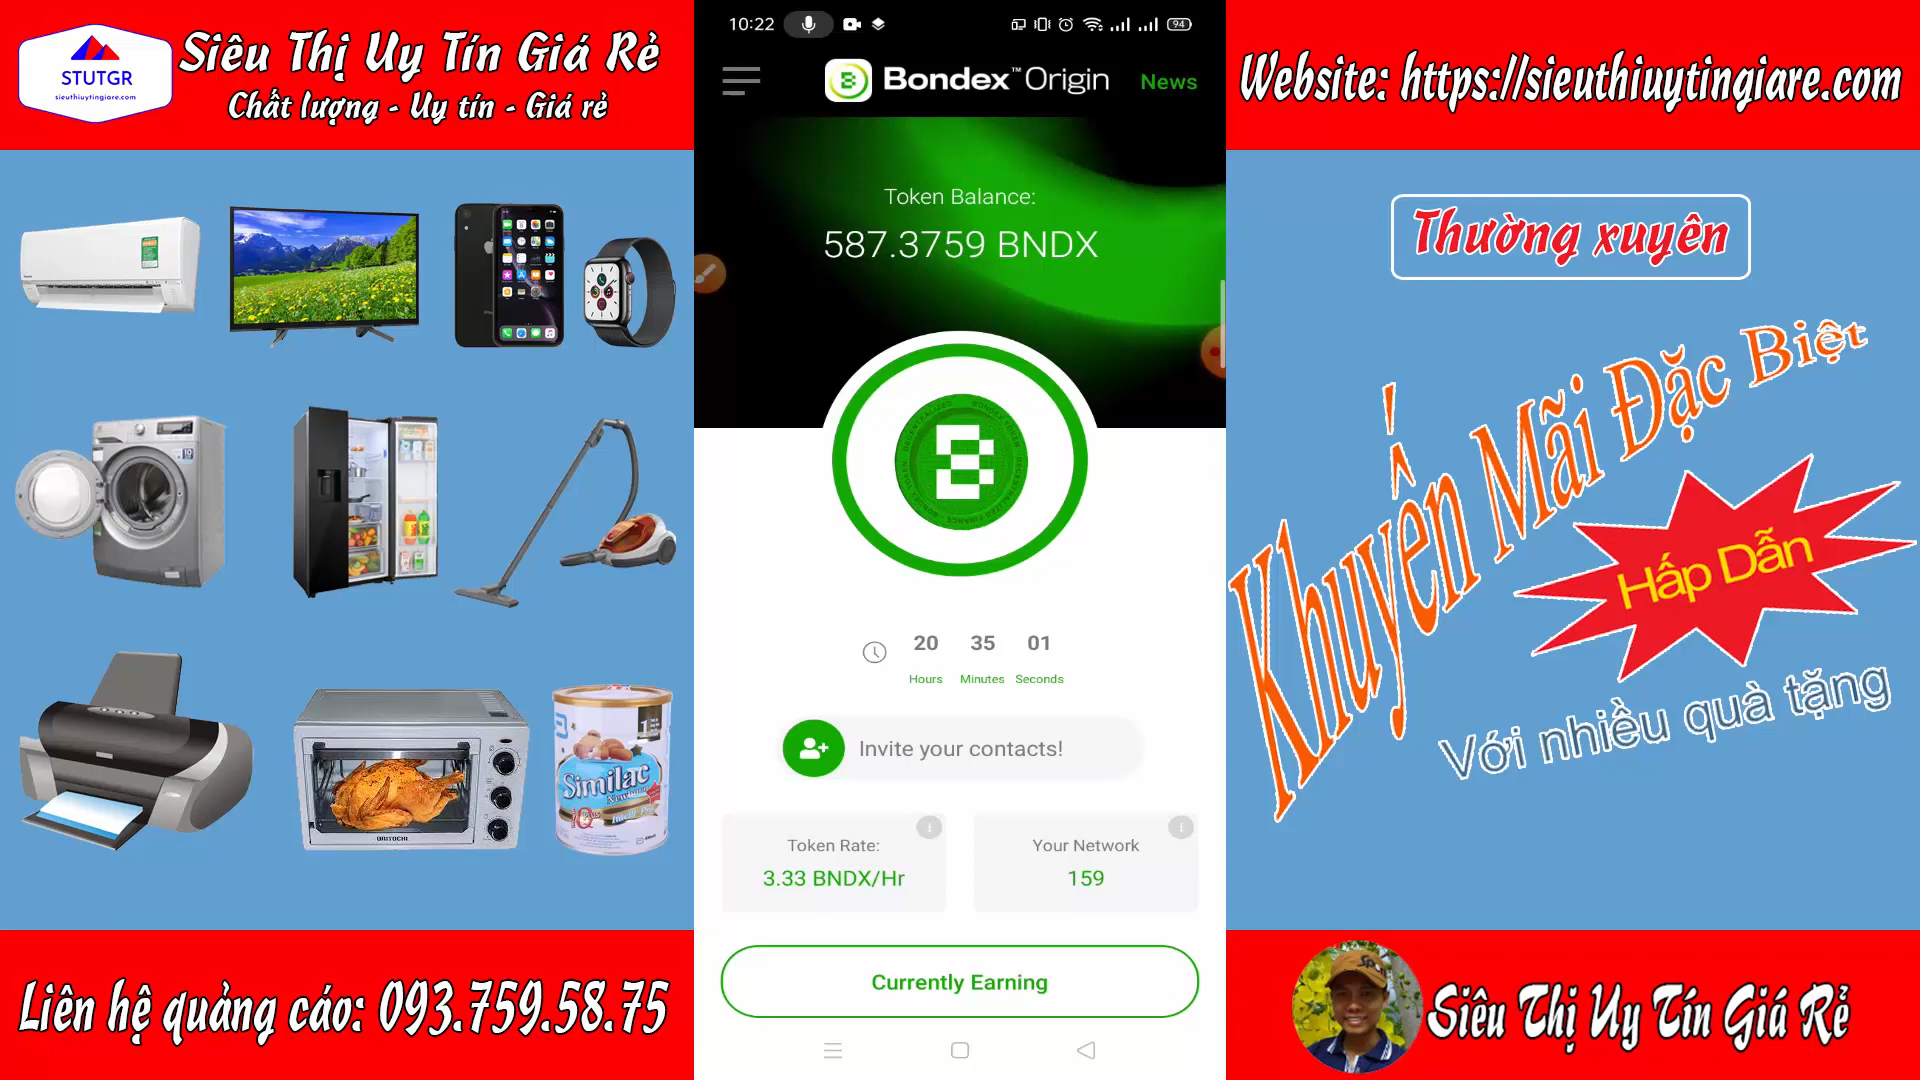 STUTGR
sieuthiuytingiare.com
Siêu Thị Uy Tín Giá Rẻ
Chất lượng - Uy tín - Giá rẻ
10:22
94
Bondex™ Origin
News
Website: https://sieuthiuytingiare.com
Token Balance:
587.3759 BNDX
Thường xuyên
Khuyến Mãi Đặc Biệt
Hấp Dẫn
Với nhiều quà tặng
20 35 01
Hours Minutes Seconds
Invite your contacts!
Token Rate:
3.33 BNDX/Hr
Your Network
159
Similac
Currently Earning
Liên hệ quảng cáo: 093.759.58.75
Siêu Thị Uy Tín Giá Rẻ